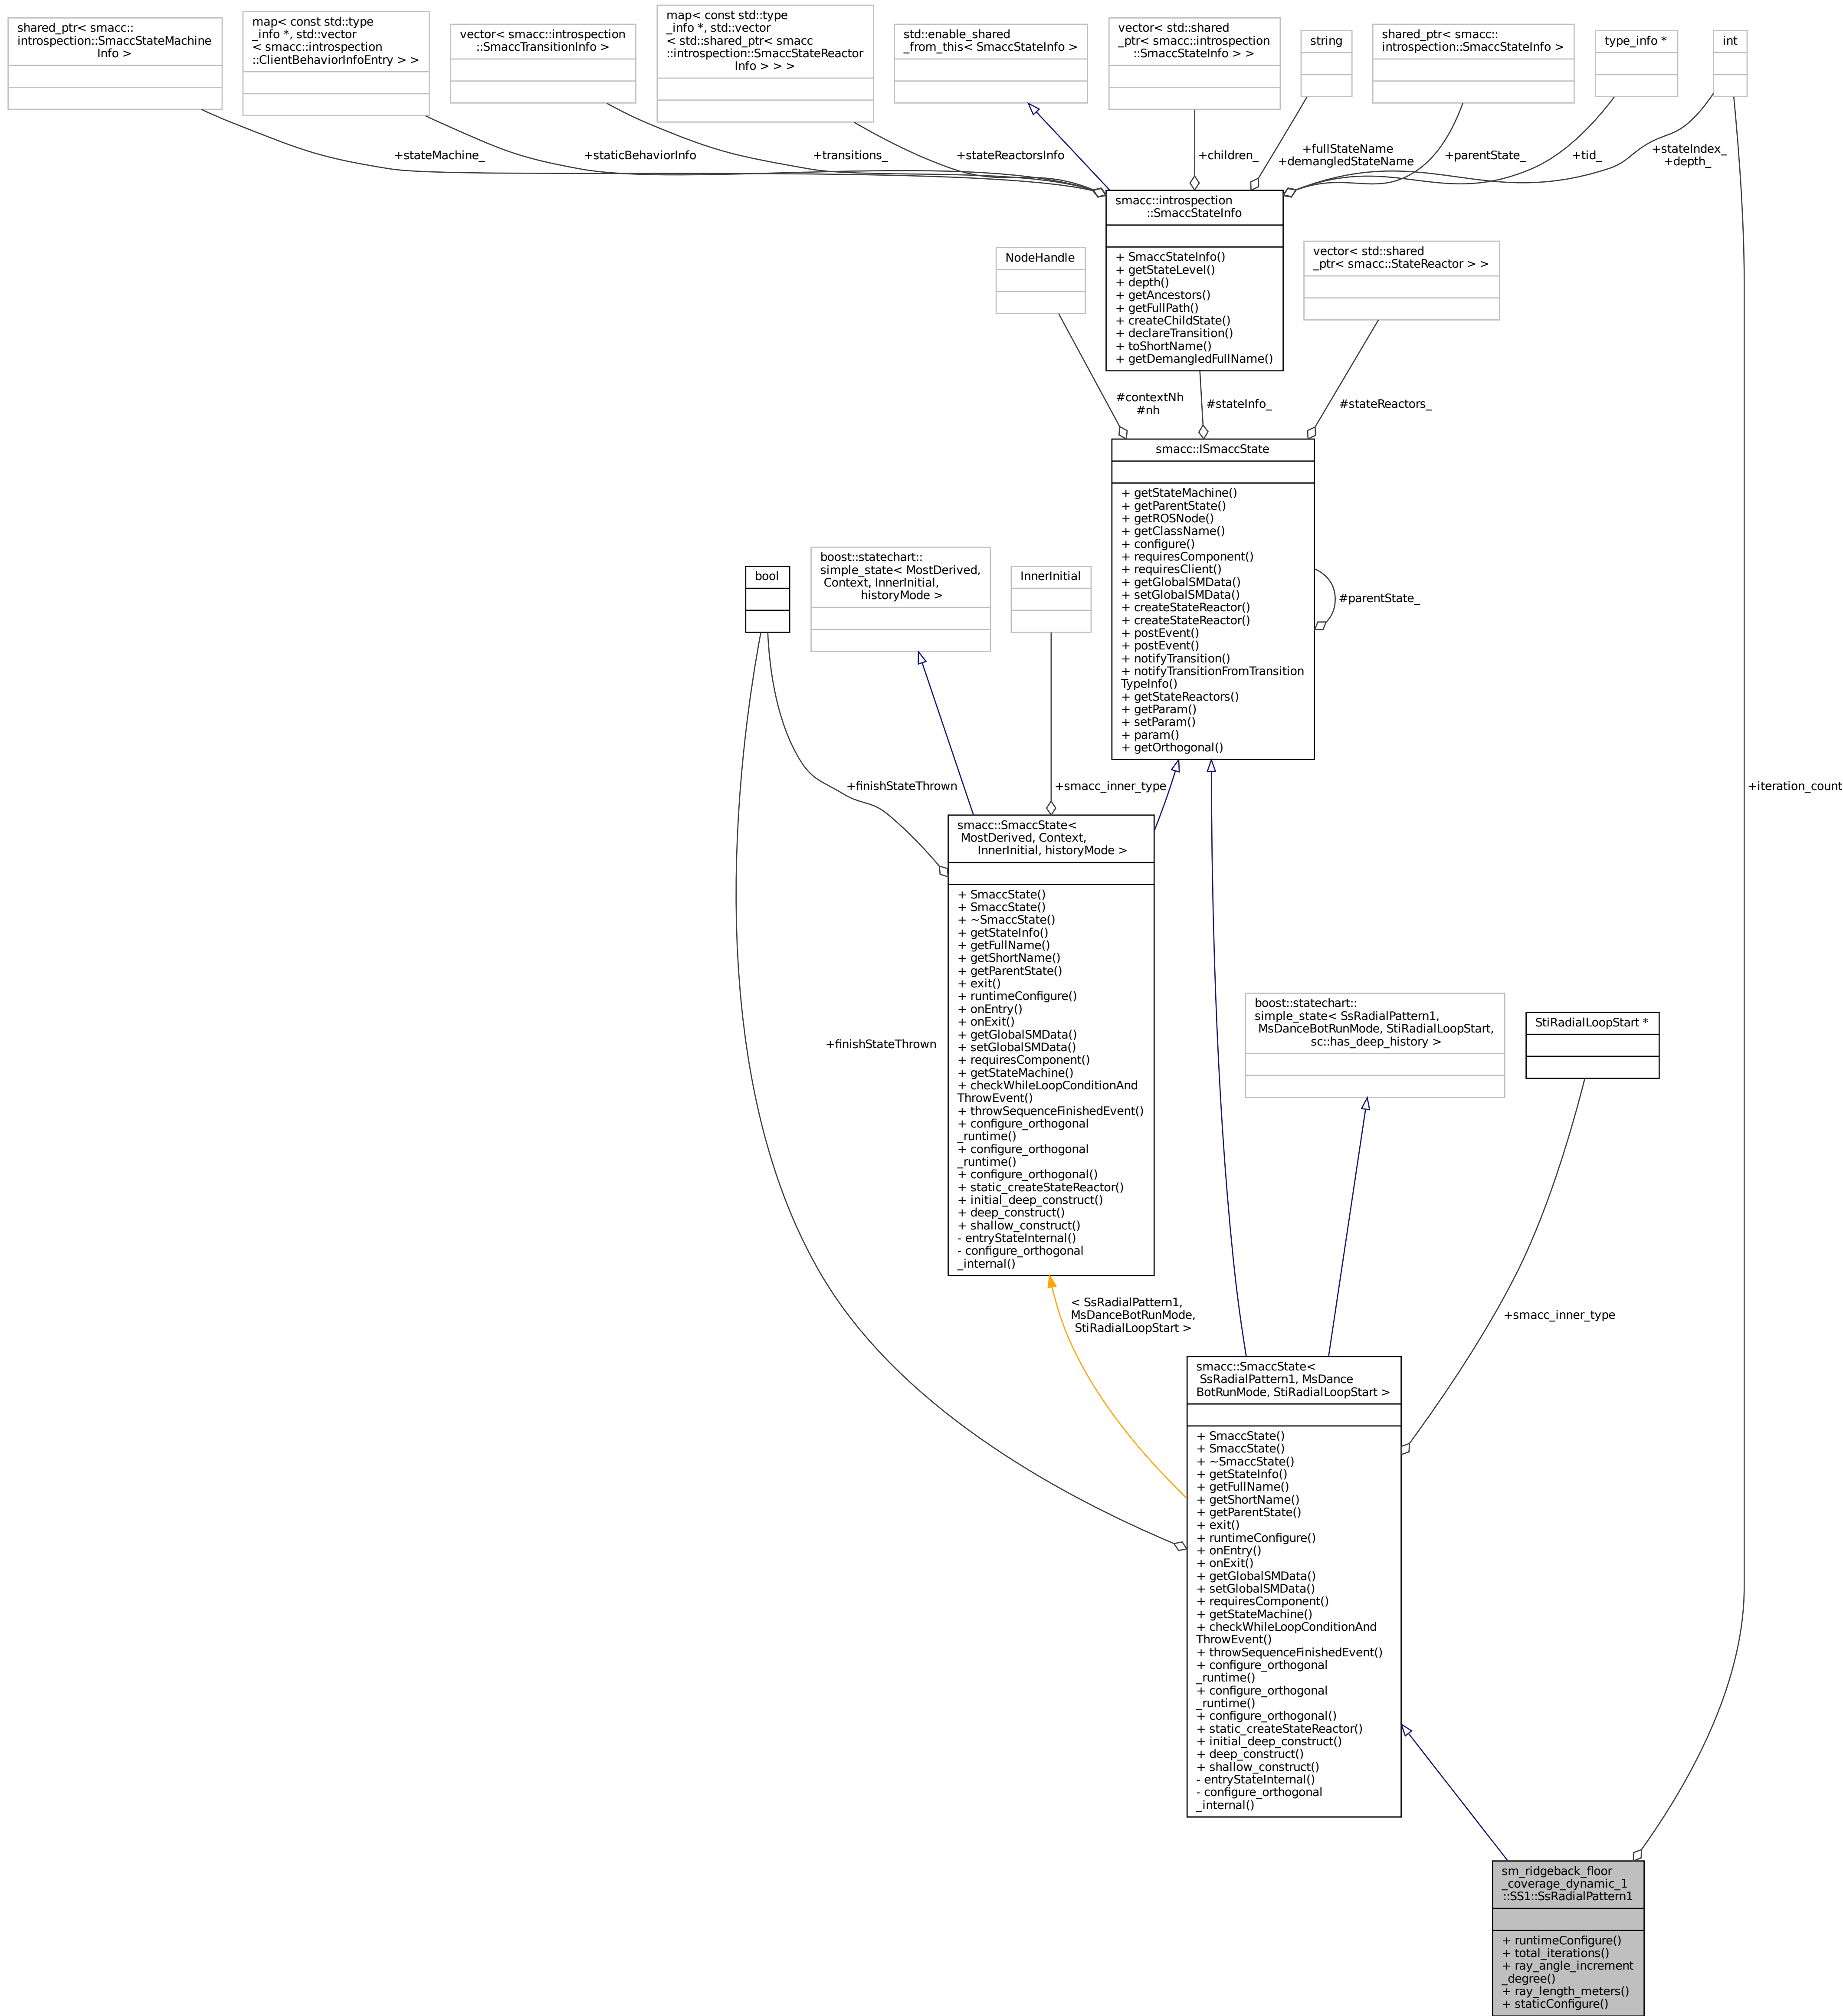 shared_ptr< smacc::
introspection::SmaccStateMachine
Info >
map< const std::type
_info *, std::vector
< smacc::introspection
::ClientBehaviorInfoEntry > >
vector< smacc::introspection
::SmaccTransitionInfo >
map< const std::type
_info *, std::vector
< std::shared_ptr< smacc
::introspection::SmaccStateReactor
Info > > >
std::enable_shared
_from_this< SmaccStateInfo >
vector< std::shared
_ptr< smacc::introspection
::SmaccStateInfo > >
string
shared_ptr< smacc::
introspection::SmaccStateInfo >
type_info *
int
+stateMachine_
+staticBehaviorInfo
+transitions_
+stateReactorsInfo
+children_
+fullStateName
+demangledStateName
+parentState_
+tid_
+stateIndex_
+depth_
smacc::introspection
::SmaccStateInfo
+ SmaccStateInfo()
+ getStateLevel()
+ depth()
+ getAncestors()
+ getFullPath()
+ createChildState()
+ declareTransition()
+ toShortName()
+ getDemangledFullName()
NodeHandle
vector< std::shared
_ptr< smacc::StateReactor > >
#contextNh
#nh
#stateInfo_
#stateReactors_
smacc::ISmaccState
+ getStateMachine()
+ getParentState()
+ getROSNode()
+ getClassName()
+ configure()
+ requiresComponent()
+ requiresClient()
+ getGlobalSMData()
+ setGlobalSMData()
+ createStateReactor()
+ createStateReactor()
+ postEvent()
+ postEvent()
+ notifyTransition()
+ notifyTransitionFromTransition
TypeInfo()
+ getStateReactors()
+ getParam()
+ setParam()
+ param()
+ getOrthogonal()
#parentState_
bool
boost::statechart::
simple_state< MostDerived,
Context, InnerInitial,
historyMode >
InnerInitial
+finishStateThrown
+smacc_inner_type
+iteration_count
smacc::SmaccState<
MostDerived, Context,
InnerInitial, historyMode >
+ SmaccState()
+ SmaccState()
+ ~SmaccState()
+ getStateInfo()
+ getFullName()
+ getShortName()
+ getParentState()
+ exit()
+ runtimeConfigure()
+ onEntry()
+ onExit()
+ getGlobalSMData()
+ setGlobalSMData()
+ requiresComponent()
+ getStateMachine()
+ checkWhileLoopConditionAnd
ThrowEvent()
+ throwSequenceFinishedEvent()
+ configure_orthogonal
_runtime()
+ configure_orthogonal
_runtime()
+ configure_orthogonal()
+ static_createStateReactor()
+ initial_deep_construct()
+ deep_construct()
+ shallow_construct()
- entryStateInternal()
- configure_orthogonal
_internal()
+finishStateThrown
boost::statechart::
simple_state< SsRadialPattern1,
MsDanceBotRunMode, StiRadialLoopStart,
sc::has_deep_history >
StiRadialLoopStart *
< SsRadialPattern1,
MsDanceBotRunMode,
StiRadialLoopStart >
+smacc_inner_type
smacc::SmaccState<
SsRadialPattern1, MsDance
BotRunMode, StiRadialLoopStart >
+ SmaccState()
+ SmaccState()
+ ~SmaccState()
+ getStateInfo()
+ getFullName()
+ getShortName()
+ getParentState()
+ exit()
+ runtimeConfigure()
+ onEntry()
+ onExit()
+ getGlobalSMData()
+ setGlobalSMData()
+ requiresComponent()
+ getStateMachine()
+ checkWhileLoopConditionAnd
ThrowEvent()
+ throwSequenceFinishedEvent()
+ configure_orthogonal
_runtime()
+ configure_orthogonal
_runtime()
+ configure_orthogonal()
+ static_createStateReactor()
+ initial_deep_construct()
+ deep_construct()
+ shallow_construct()
- entryStateInternal()
- configure_orthogonal
_internal()
sm_ridgeback_floor
_coverage_dynamic_1
::SS1::SsRadialPattern1
+ runtimeConfigure()
+ total_iterations()
+ ray_angle_increment
_degree()
+ ray_length_meters()
+ staticConfigure()